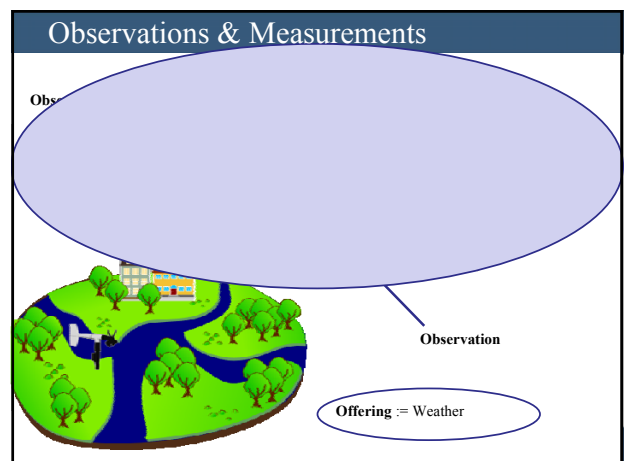 Observations & Measurements
Observation
Offering := Weather